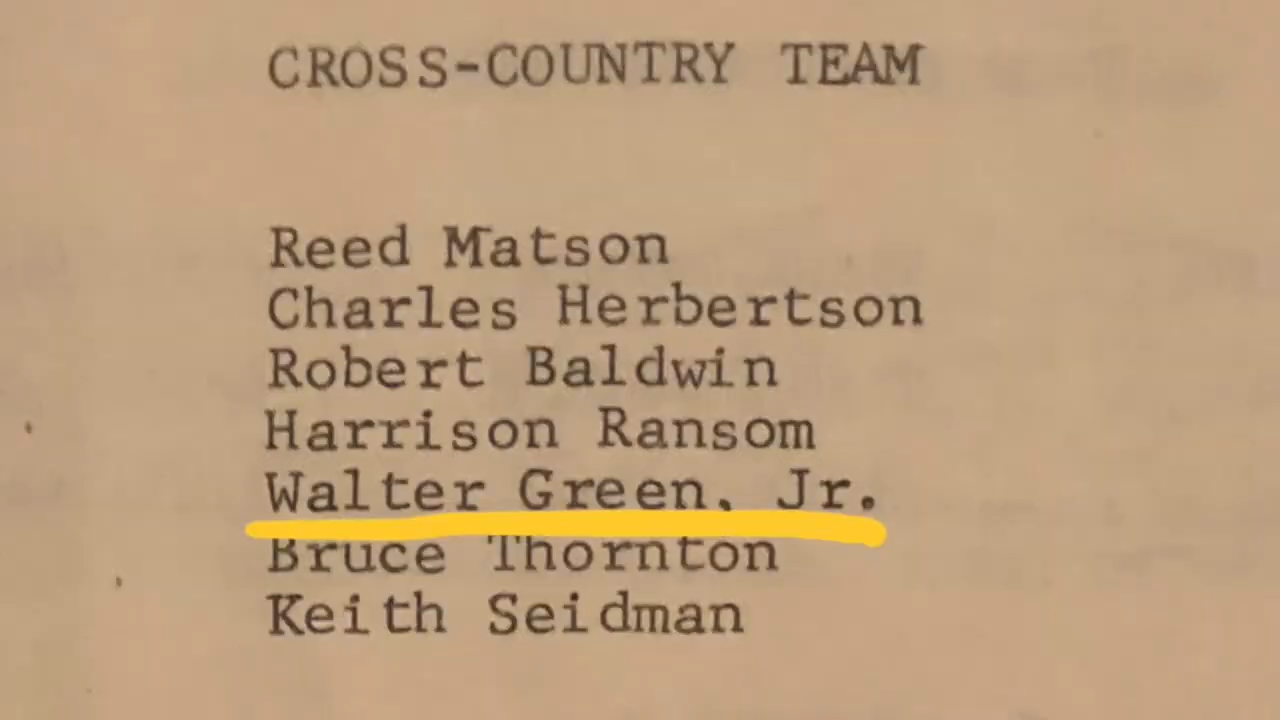 CROSS-COUNTRY TEAM
Reed Matson
Charles Herbertson
Robert Baldwin
Harrison Ransom
Walter Green, Jr.
Bruce Thornton
Keith Seidman